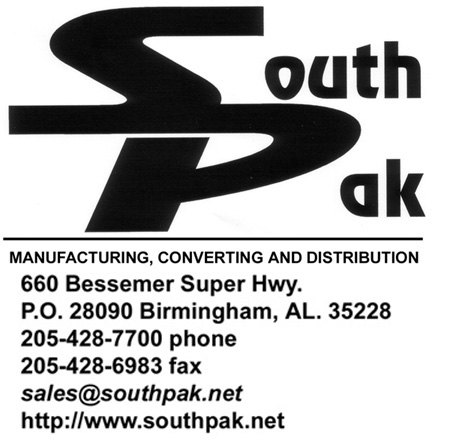 South
Pak
MANUFACTURING, CONVERTING AND DISTRIBUTION
660 Bessemer Super Hwy.
P.O. 28090 Birmingham, AL. 35228
205-428-7700 phone
205-428-6983 fax
sales@southpak.net
http://www.southpak.net